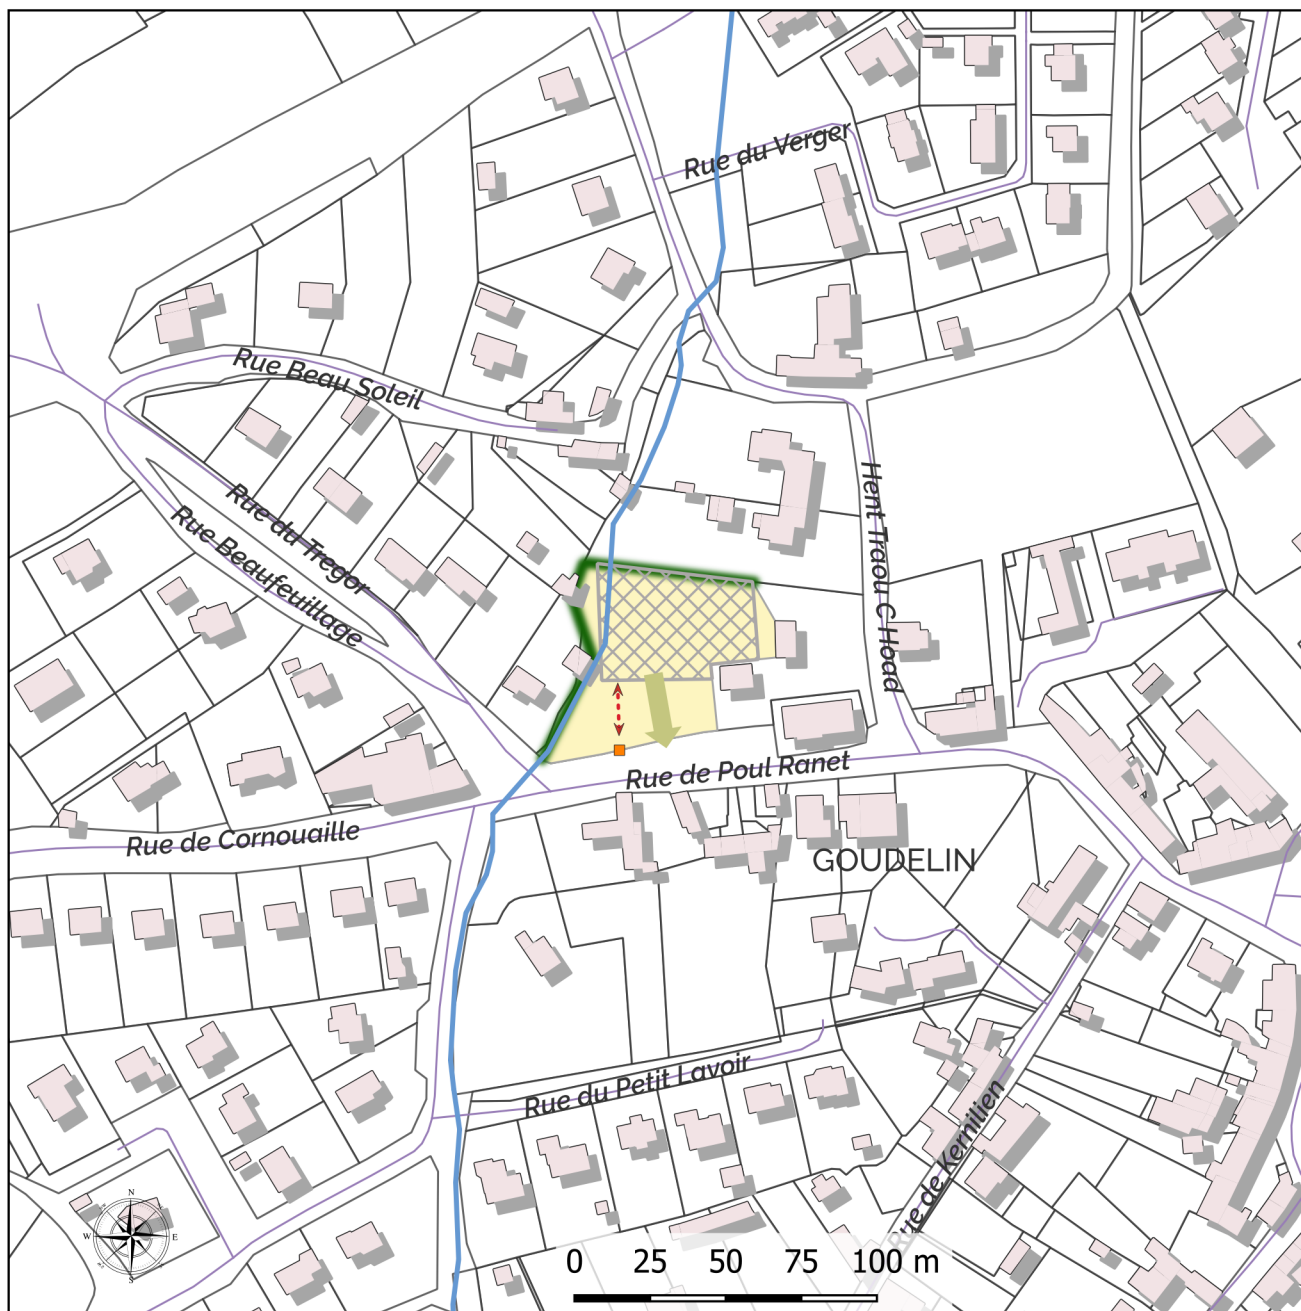 Rue du Verger
Rue Beau Soleil
Rue du Tregor
Rue Beaufeuillage
Hent Traou C Hoad
Rue de Poul Ranet
Rue de Cornouaille
GOUDELIN
Rue du Petit Lavoir
Rue de Kernilien
N
W
E
S
0 25 50 75 100 m